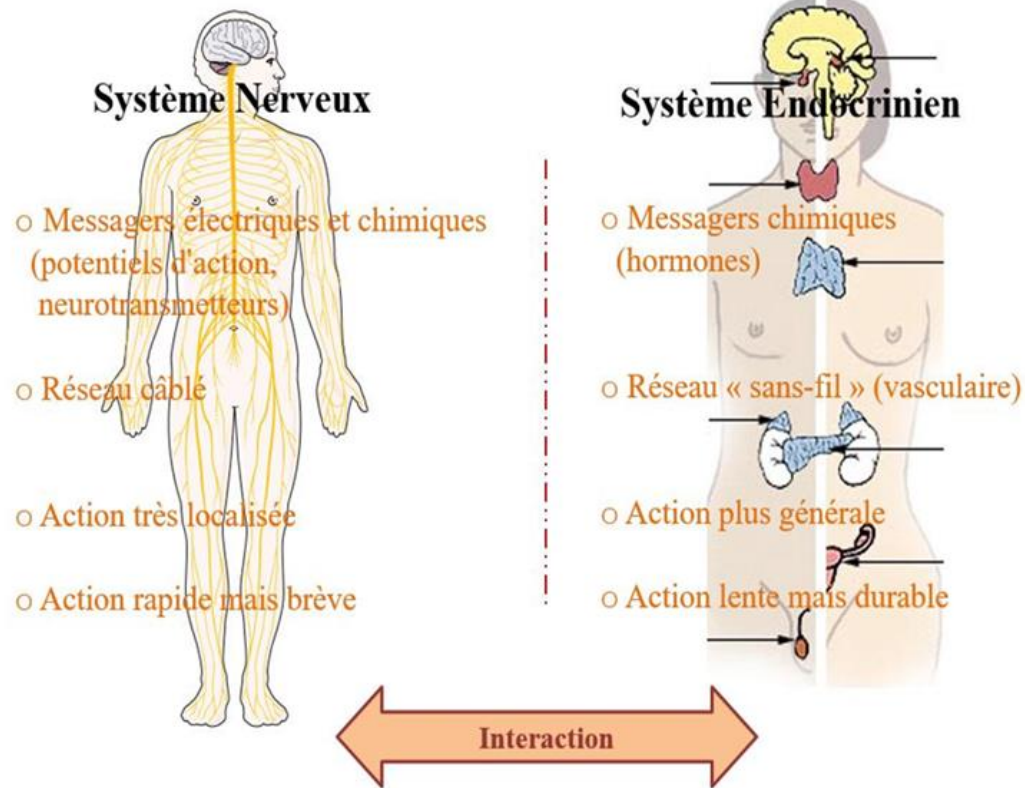 Système Nerveux
o Messagers électriques et chimiques
(potentiels d'action,
neurotransmetteurs)
o Réseau câblé
o Action très localisée
o Action rapide mais brève
Système Endocrinien
o Messagers chimiques
(hormones)
o Réseau « sans-fil » (vasculaire)
o Action plus générale
o Action lente mais durable
Interaction